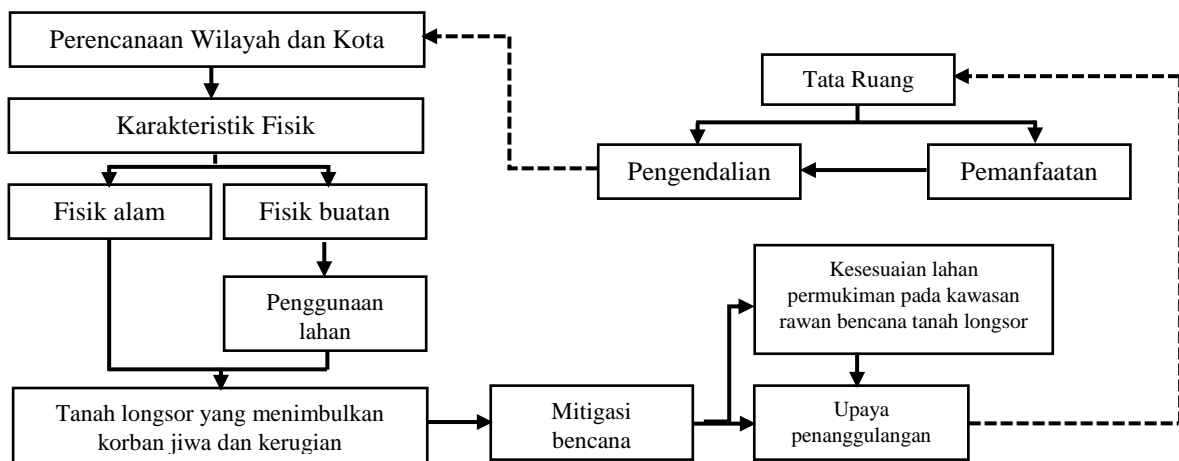 Perencanaan Wilayah dan Kota
Karakteristik Fisik
Fisik alam
Fisik buatan
Penggunaan
lahan
Tanah longsor yang menimbulkan
korban jiwa dan kerugian
Mitigasi
bencana
Kesesuaian lahan
permukiman pada kawasan
rawan bencana tanah longsor
Upaya
penanggulangan
Tata Ruang
Pengendalian
Pemanfaatan